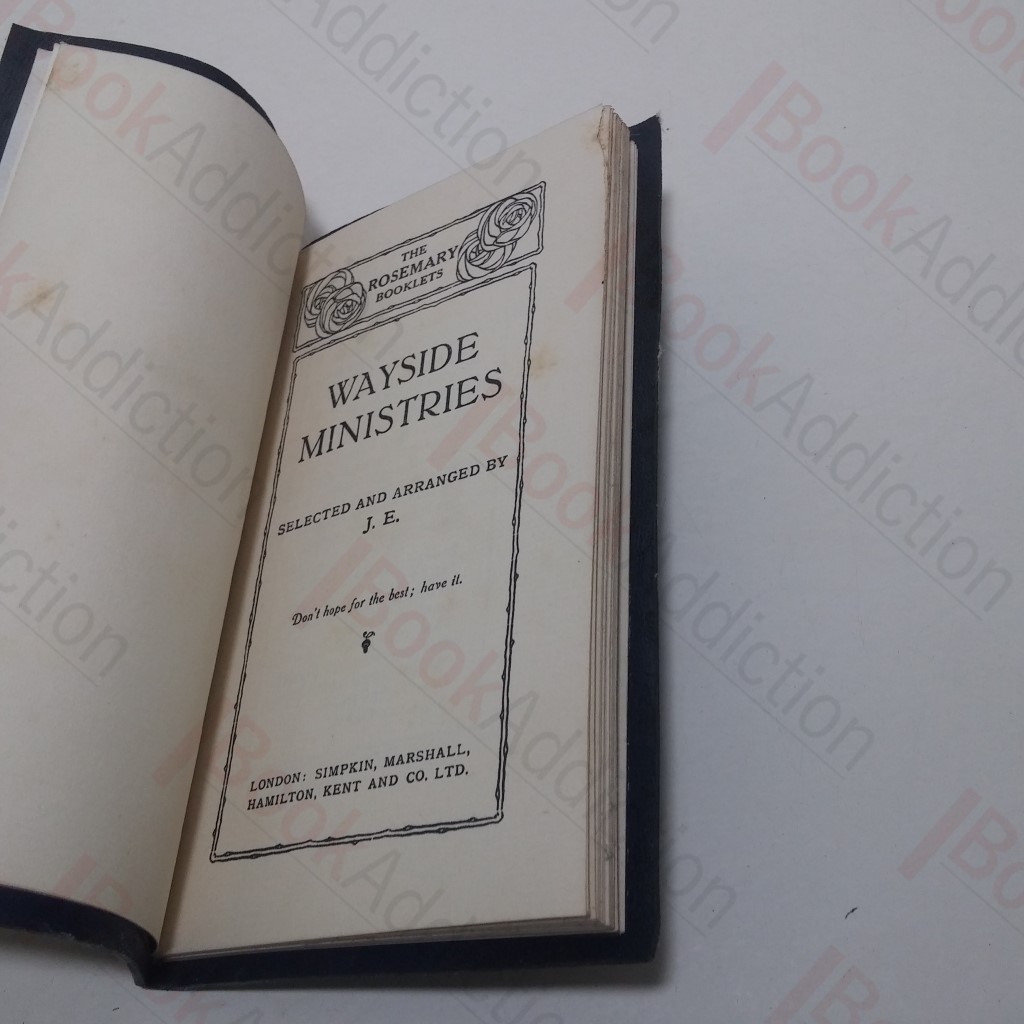 THE
ROSEMARY
BOOKLETS
WAYSIDE
MINISTRIES
SELECTED AND ARRANGED BY
J. E.
Don't hope for the best; have it.
LONDON: SIMPKIN, MARSHALL,
HAMILTON, KENT AND CO. LTD.
BookAddiction